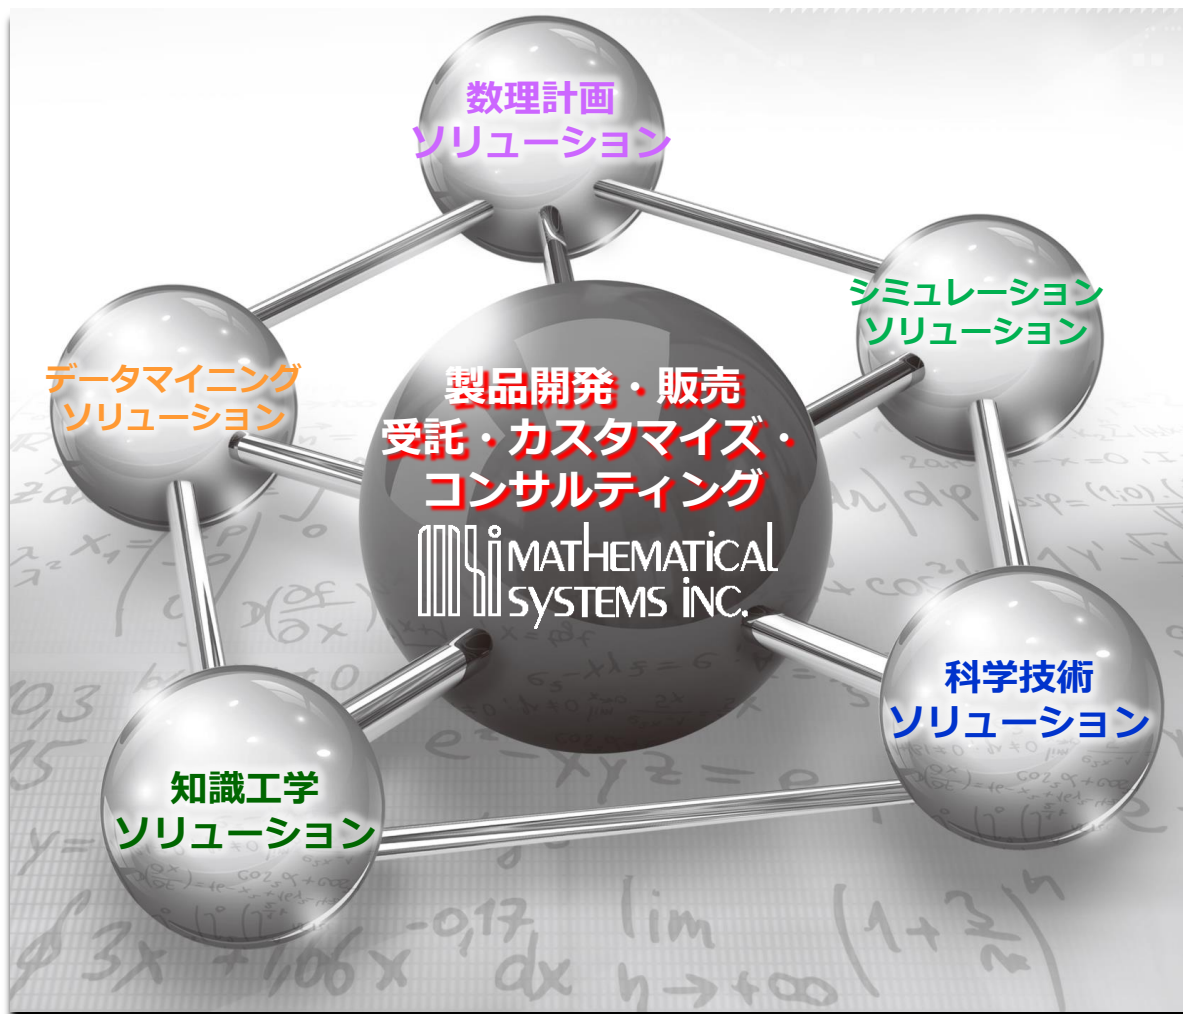 数理計画
ソリューション
シミュレーション
ソリューション
データマイニング
ソリューション
製品開発・販売
受託・カスタマイズ・
コンサルティング
MSi MATHEMATICAL
SYSTEMS INC.
科学技術
ソリューション
知識工学
ソリューション